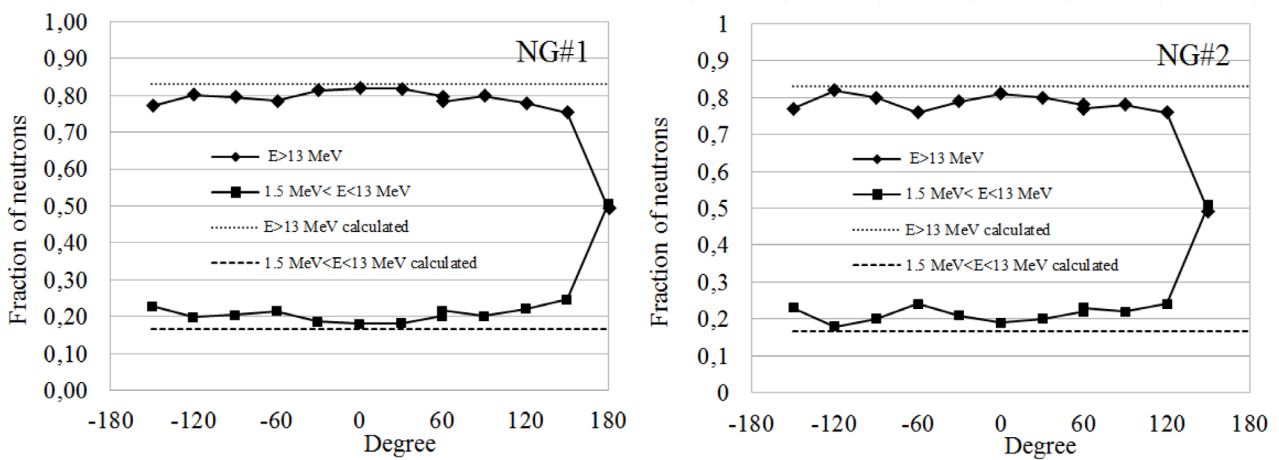 NG#1
Fraction of neutrons
1,00
0,90
0,80
0,70
0,60
0,50
0,40
0,30
0,20
0,10
0,00
E>13 MeV
1.5 MeV< E<13 MeV
E>13 MeV calculated
1.5 MeV<E<13 MeV calculated
-180 -120 -60 0 60 120 180
Degree
NG#2
Fraction of neutrons
1
0,9
0,8
0,7
0,6
0,5
0,4
0,3
0,2
0,1
0
E>13 MeV
1.5 MeV< E<13 MeV
E>13 MeV calculated
1.5 MeV<E<13 MeV calculated
-180 -120 -60 0 60 120 180
Degree